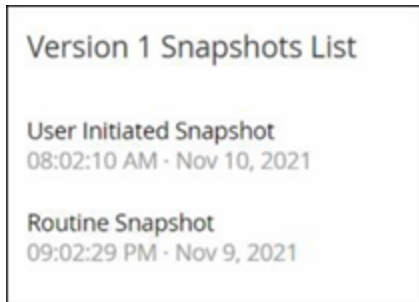 Version 1 Snapshots List
User Initiated Snapshot
08:02:10 AM · Nov 10, 2021
Routine Snapshot
09:02:29 PM · Nov 9, 2021